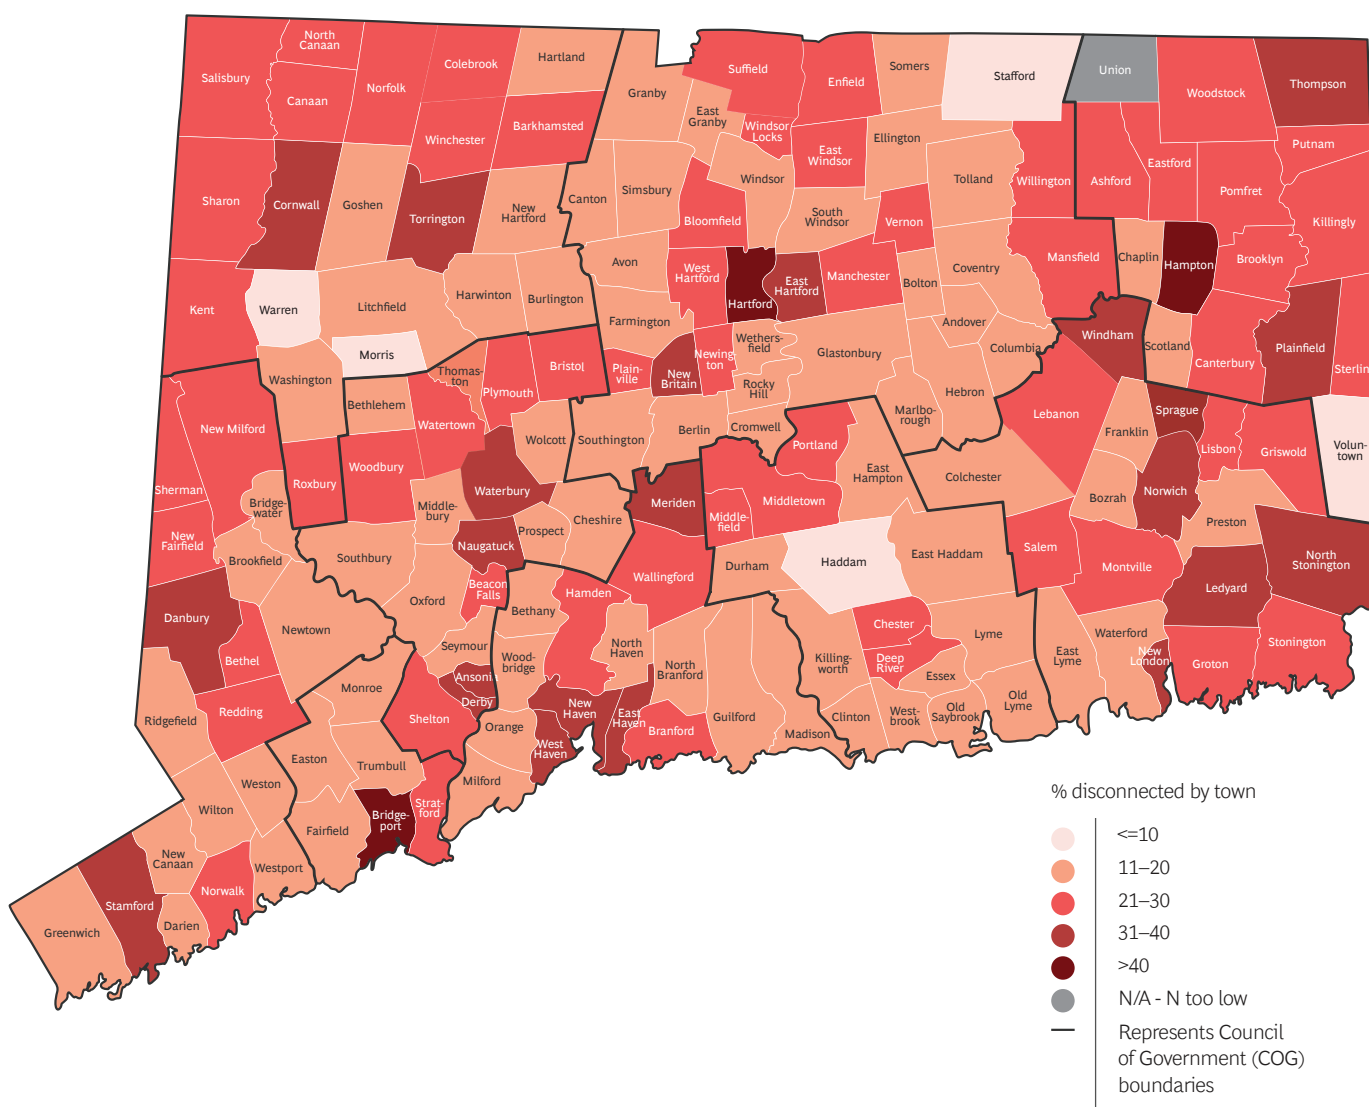 North
Canaan
Salisbury
Canaan
Norfolk
Colebrook
Hartland
Winchester
Barkhamsted
Granby
East
Granby
Suffield
Windsor
Locks
Enfield
East
Windsor
Somers
Ellington
Stafford
Union
Woodstock
Thompson
Putnam
Sharon
Cornwall
Goshen
Torrington
New
Hartford
Canton
Simsbury
Bloomfield
Windsor
South
Windsor
Vernon
Tolland
Willington
Ashford
Eastford
Pomfret
Killingly
Kent
Warren
Litchfield
Harwinton
Burlington
Avon
West
Hartford
Hartford
East
Hartford
Manchester
Bolton
Coventry
Mansfield
Chaplin
Hampton
Brooklyn
Morris
Farmington
Wethers-
field
Newing-
ton
Glastonbury
Andover
Columbia
Windham
Scotland
Canterbury
Plainfield
Sterlin
Washington
Bethlehem
Thomas-
ton
Plymouth
Bristol
Plain-
ville
New
Britain
Rocky
Hill
Marlbo-
rough
Hebron
Lebanon
Franklin
Sprague
Lisbon
Griswold
Volun-
town
New Milford
Sherman
Roxbury
Woodbury
Watertown
Wolcott
Southington
Berlin
Cromwell
Portland
East
Hampton
Colchester
Bozrah
Norwich
Preston
North
Stonington
Bridge-
water
Middle-
bury
Waterbury
Cheshire
Meriden
Middle-
field
Middletown
New
Fairfield
Brookfield
Southbury
Naugatuck
Prospect
Wallingford
Durham
Haddam
East Haddam
Salem
Montville
Ledyard
Danbury
Bethel
Newtown
Oxford
Beacon
Falls
Bethany
Hamden
North
Haven
North
Branford
Guilford
Madison
Killing-
worth
Chester
Deep
River
Essex
Lyme
East
Lyme
Waterford
New
London
Groton
Stonington
Seymour
Wood-
bridge
Ansonia
Derby
Ridgefield
Redding
Monroe
Shelton
Orange
West
Haven
New
Haven
East
Haven
Branford
Clinton
West-
brook
Old
Saybrook
Old
Lyme
Easton
Trumbull
Milford
Weston
Wilton
Fairfield
Bridge-
port
Strat-
ford
New
Canaan
Norwalk
Westport
Stamford
Darien
Greenwich
% disconnected by town
<=10
11–20
21–30
31–40
>40
N/A - N too low
Represents Council
of Government (COG)
boundaries